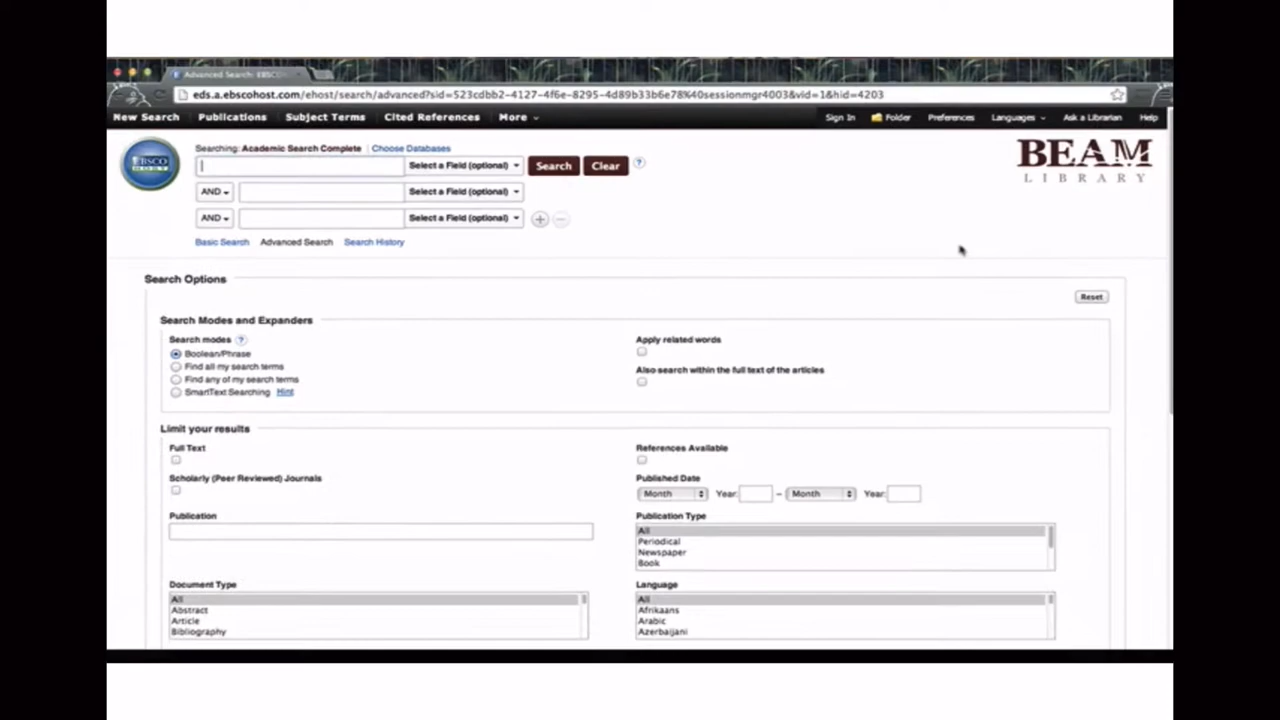 Advanced Search: EBSCO
eds.a.ebscohost.com/ehost/search/advanced?sid=523cdbb2-4127-4f6e-8295-4d89b33b6e78%40sessionmgr4003&vid=1&hid=4203
New Search Publications Subject Terms Cited References More Sign In Folder Preferences Languages Ask a Librarian Help
EBSCO HOST
BEAM
LIBRARY
Searching: Academic Search Complete Choose Databases
Select a Field (optional) Search Clear ?
AND Select a Field (optional)
AND Select a Field (optional) + −
Basic Search Advanced Search Search History
Search Options
Reset
Search Modes and Expanders
Search modes ?
Boolean/Phrase
Find all my search terms
Find any of my search terms
SmartText Searching Hint
Apply related words
Also search within the full text of the articles
Limit your results
Full Text
References Available
Scholarly (Peer Reviewed) Journals
Published Date
Month Year: – Month Year:
Publication
Publication Type
All
Periodical
Newspaper
Book
Document Type
All
Abstract
Article
Bibliography
Language
All
Afrikaans
Arabic
Azerbaijani